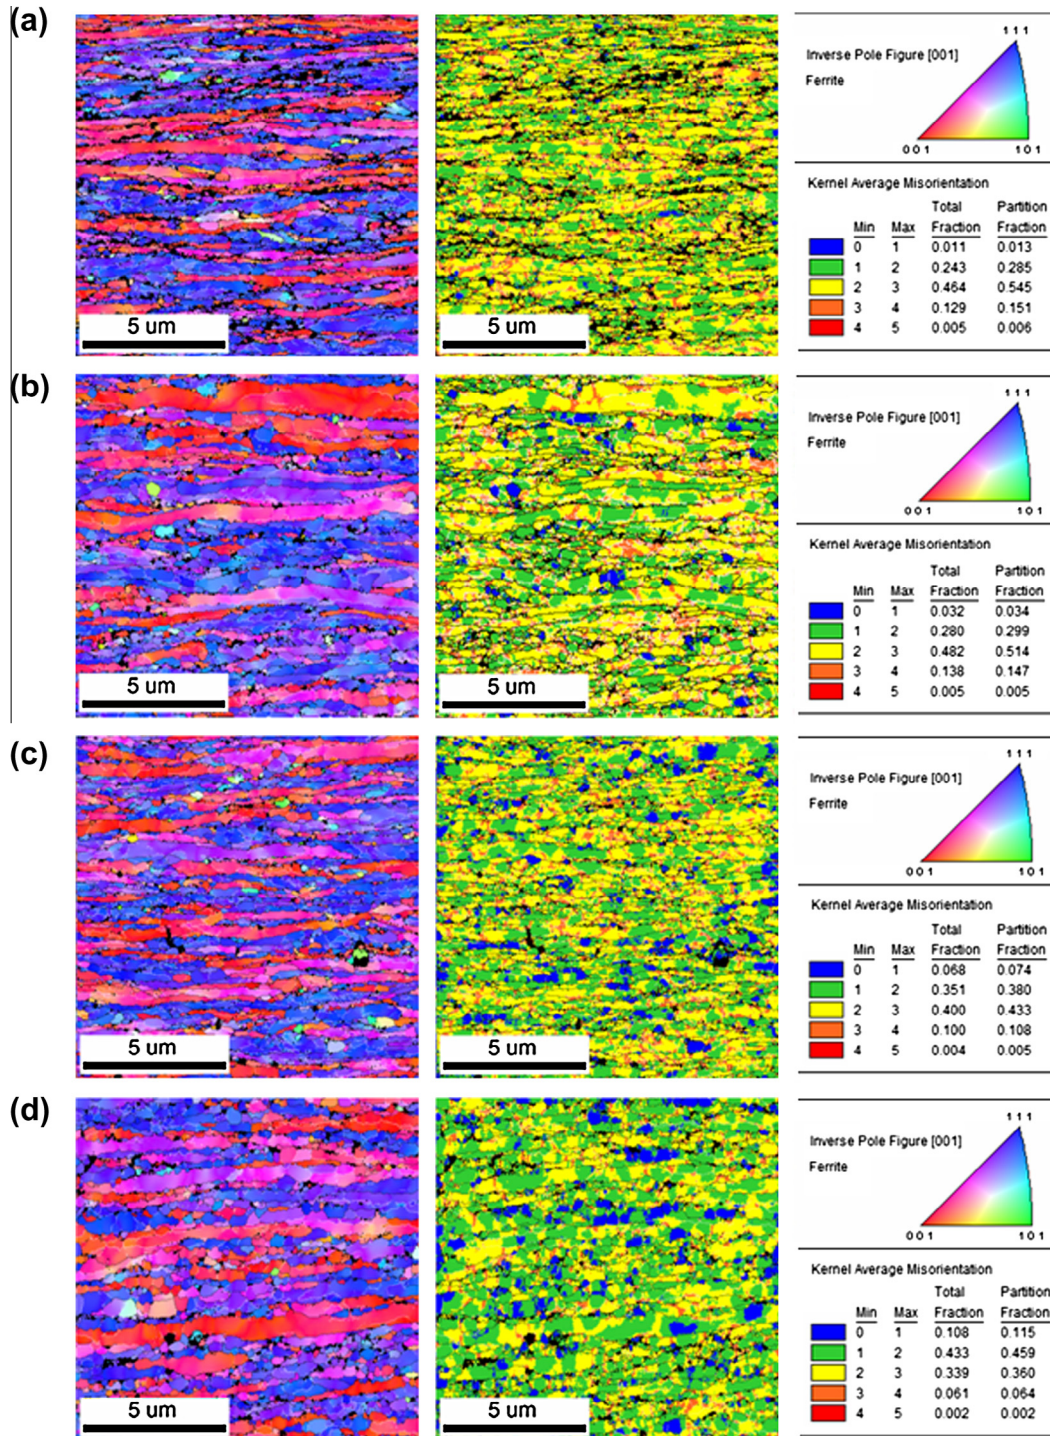 (a)
5 um
5 um
Inverse Pole Figure [001]
Ferrite
1 1 1
0 0 1
1 0 1
Kernel Average Misorientation
Total Partition
Min Max Fraction Fraction
0 1 0.011 0.013
1 2 0.243 0.285
2 3 0.464 0.545
3 4 0.129 0.151
4 5 0.005 0.006
(b)
5 um
5 um
Inverse Pole Figure [001]
Ferrite
1 1 1
0 0 1
1 0 1
Kernel Average Misorientation
Total Partition
Min Max Fraction Fraction
0 1 0.032 0.034
1 2 0.280 0.299
2 3 0.482 0.514
3 4 0.138 0.147
4 5 0.005 0.005
(c)
5 um
5 um
Inverse Pole Figure [001]
Ferrite
1 1 1
0 0 1
1 0 1
Kernel Average Misorientation
Total Partition
Min Max Fraction Fraction
0 1 0.068 0.074
1 2 0.351 0.380
2 3 0.400 0.433
3 4 0.100 0.108
4 5 0.004 0.005
(d)
5 um
5 um
Inverse Pole Figure [001]
Ferrite
1 1 1
0 0 1
1 0 1
Kernel Average Misorientation
Total Partition
Min Max Fraction Fraction
0 1 0.108 0.115
1 2 0.433 0.459
2 3 0.339 0.360
3 4 0.061 0.064
4 5 0.002 0.002